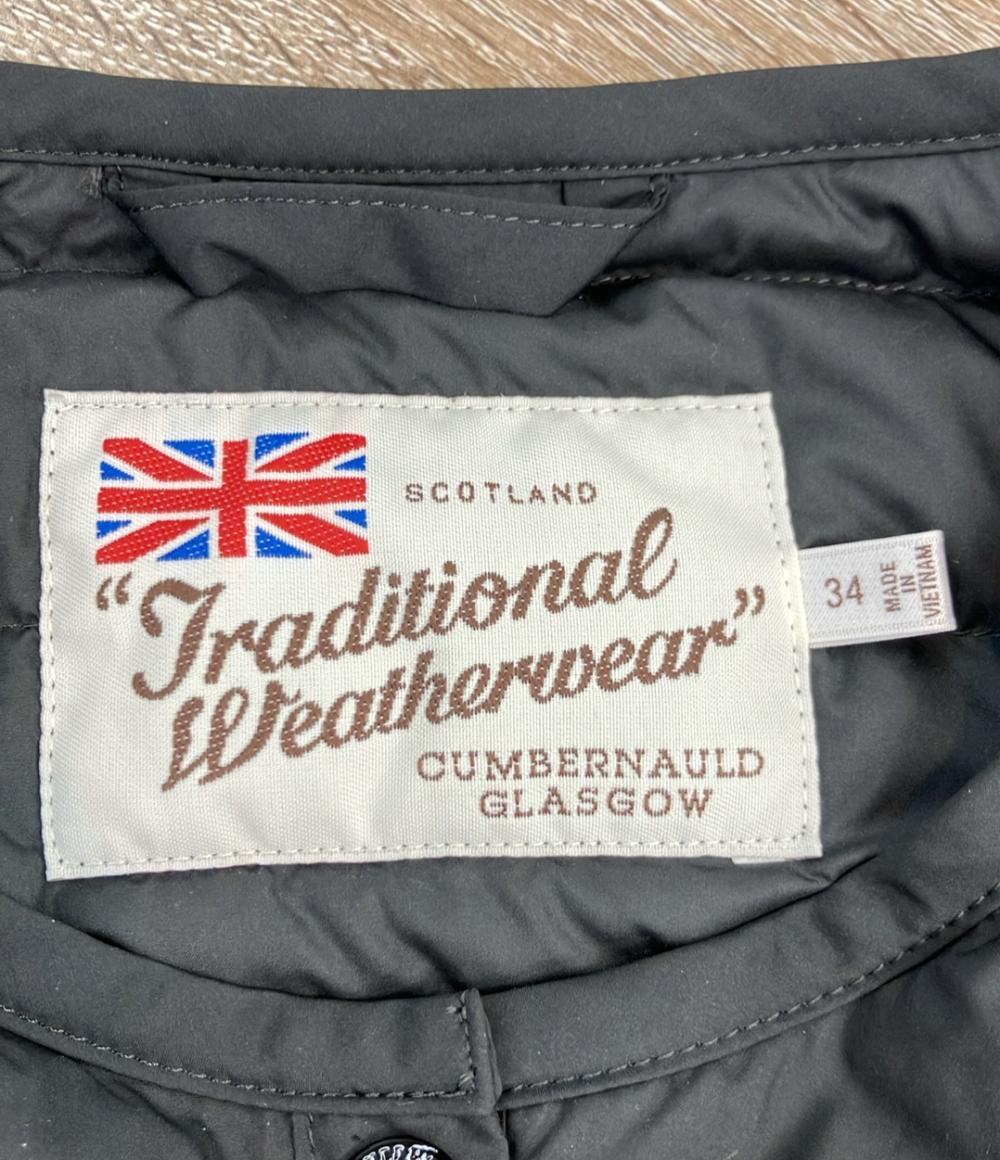 SCOTLAND
“Traditional
Weatherwear”
CUMBERNAULD
GLASGOW
34
MADE
IN
VIETNAM